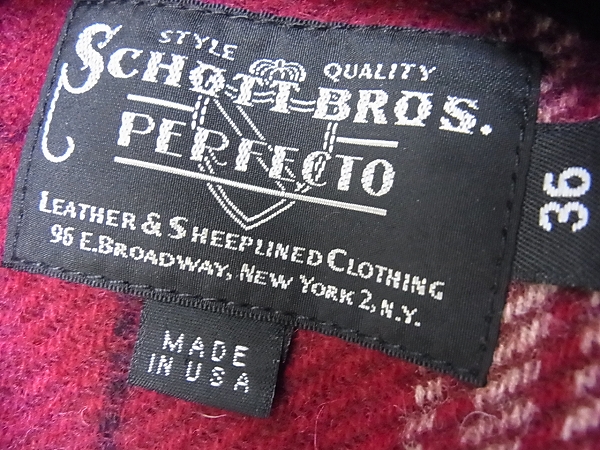 STYLE QUALITY
SCHOTT BROS.
PERFECTO
LEATHER & SHEEPLINED CLOTHING
96 E.BROADWAY, NEW YORK 2, N.Y.
36
MADE
IN USA